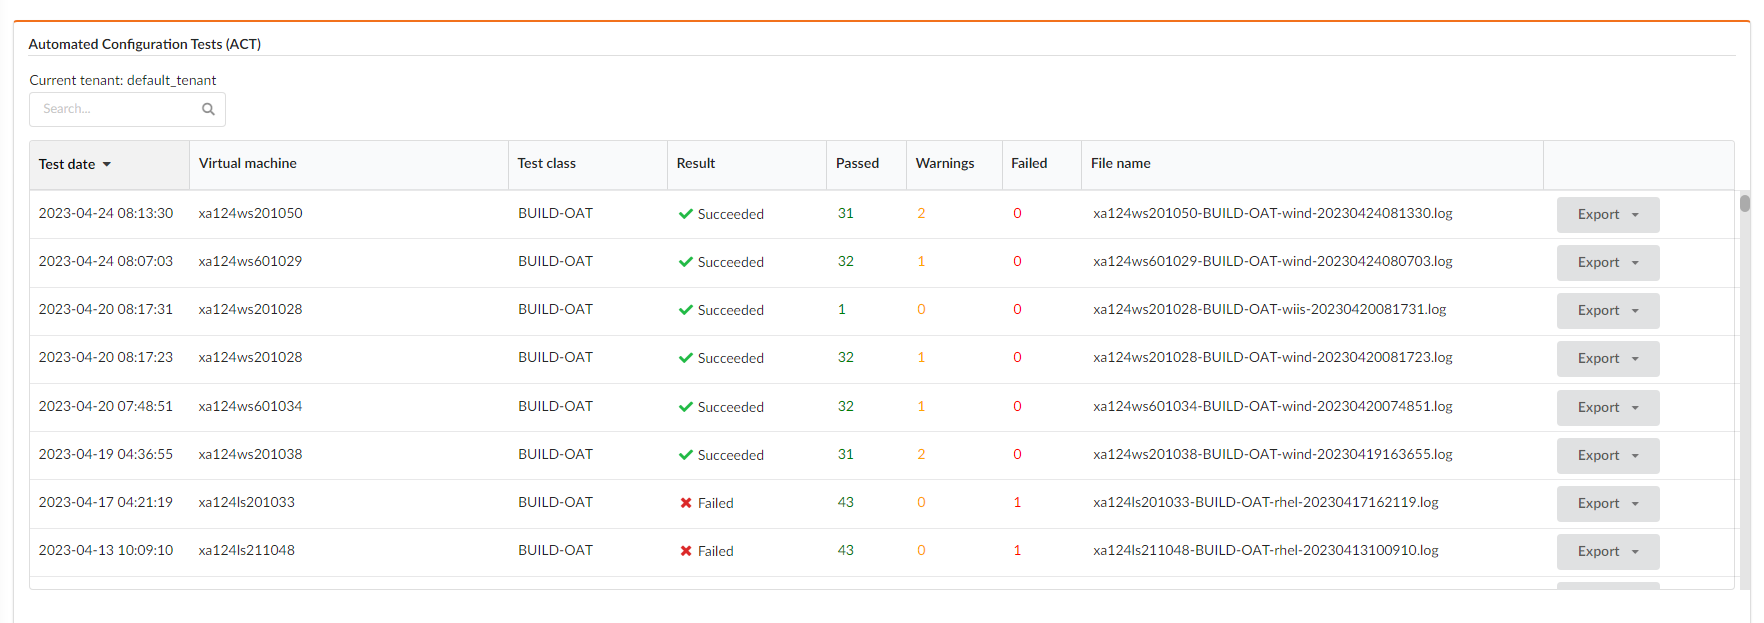 Automated Configuration Tests (ACT)
Current tenant: default_tenant
Search...
Test date Virtual machine Test class Result Passed Warnings Failed File name
2023-04-24 08:13:30 xa124ws201050 BUILD-OAT Succeeded 31 2 0 xa124ws201050-BUILD-OAT-wind-20230424081330.log Export
2023-04-24 08:07:03 xa124ws601029 BUILD-OAT Succeeded 32 1 0 xa124ws601029-BUILD-OAT-wind-20230424080703.log Export
2023-04-20 08:17:31 xa124ws201028 BUILD-OAT Succeeded 1 0 0 xa124ws201028-BUILD-OAT-wiis-20230420081731.log Export
2023-04-20 08:17:23 xa124ws201028 BUILD-OAT Succeeded 32 1 0 xa124ws201028-BUILD-OAT-wind-20230420081723.log Export
2023-04-20 07:48:51 xa124ws601034 BUILD-OAT Succeeded 32 1 0 xa124ws601034-BUILD-OAT-wind-20230420074851.log Export
2023-04-19 04:36:55 xa124ws201038 BUILD-OAT Succeeded 31 2 0 xa124ws201038-BUILD-OAT-wind-20230419163655.log Export
2023-04-17 04:21:19 xa124ls201033 BUILD-OAT Failed 43 0 1 xa124ls201033-BUILD-OAT-rhel-20230417162119.log Export
2023-04-13 10:09:10 xa124ls211048 BUILD-OAT Failed 43 0 1 xa124ls211048-BUILD-OAT-rhel-20230413100910.log Export